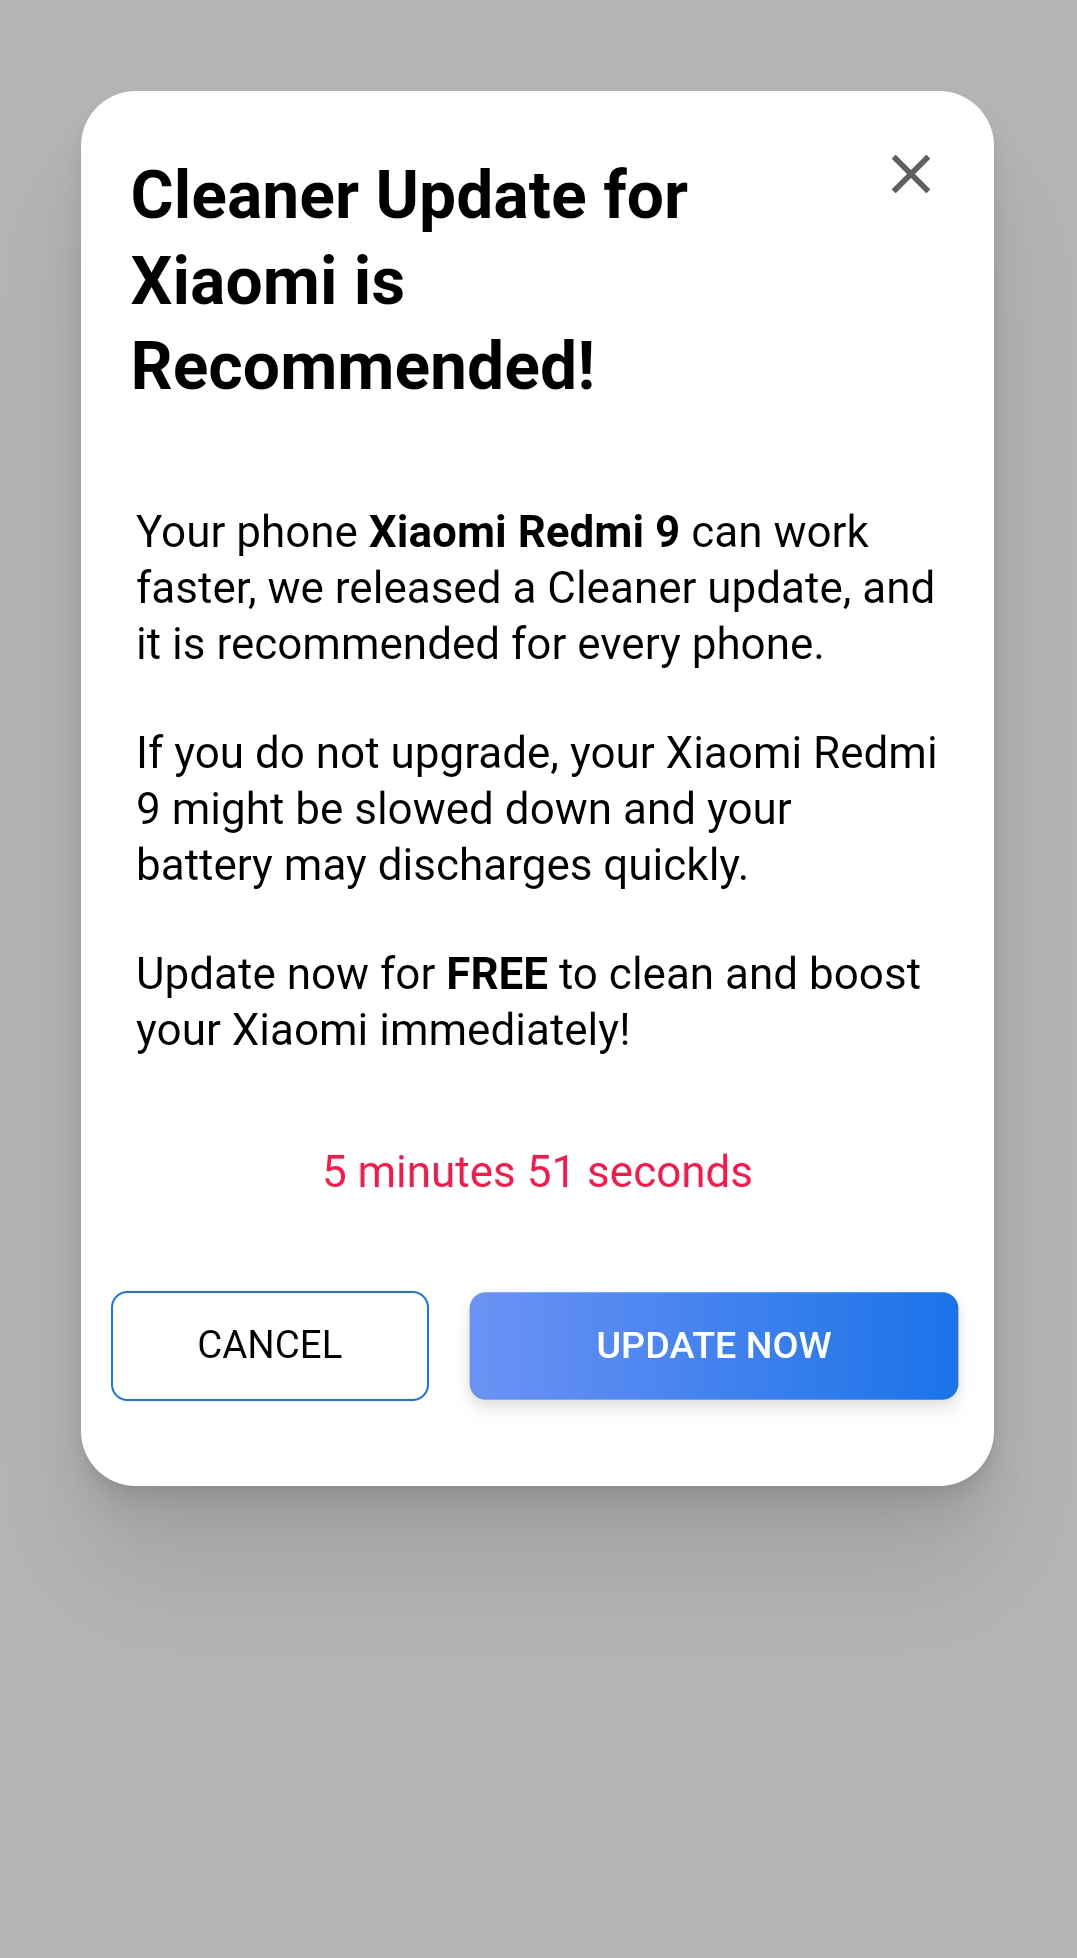 Cleaner Update for
Xiaomi is
Recommended!
Your phone Xiaomi Redmi 9 can work
faster, we released a Cleaner update, and
it is recommended for every phone.
If you do not upgrade, your Xiaomi Redmi
9 might be slowed down and your
battery may discharges quickly.
Update now for FREE to clean and boost
your Xiaomi immediately!
5 minutes 51 seconds
CANCEL
UPDATE NOW